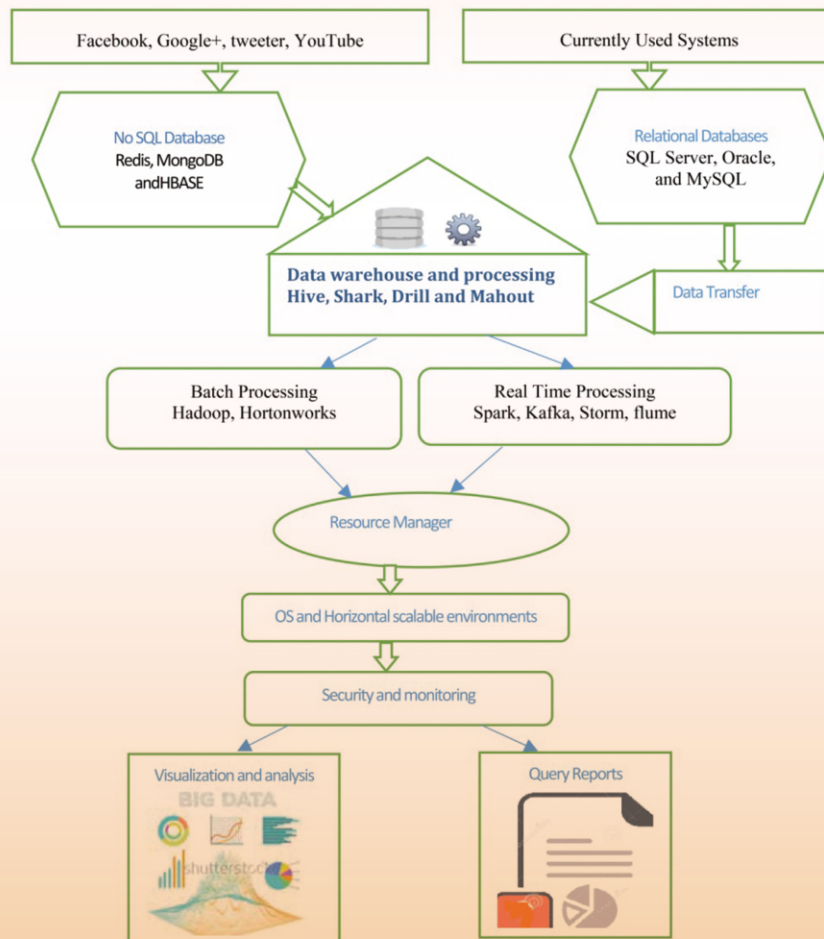 Facebook, Google+, tweeter, YouTube
Currently Used Systems
No SQL Database
Redis, MongoDB
andHBASE
Relational Databases
SQL Server, Oracle,
and MySQL
Data warehouse and processing
Hive, Shark, Drill and Mahout
Data Transfer
Batch Processing
Hadoop, Hortonworks
Real Time Processing
Spark, Kafka, Storm, flume
Resource Manager
OS and Horizontal scalable environments
Security and monitoring
Visualization and analysis
BIG DATA
shutterstock
Query Reports